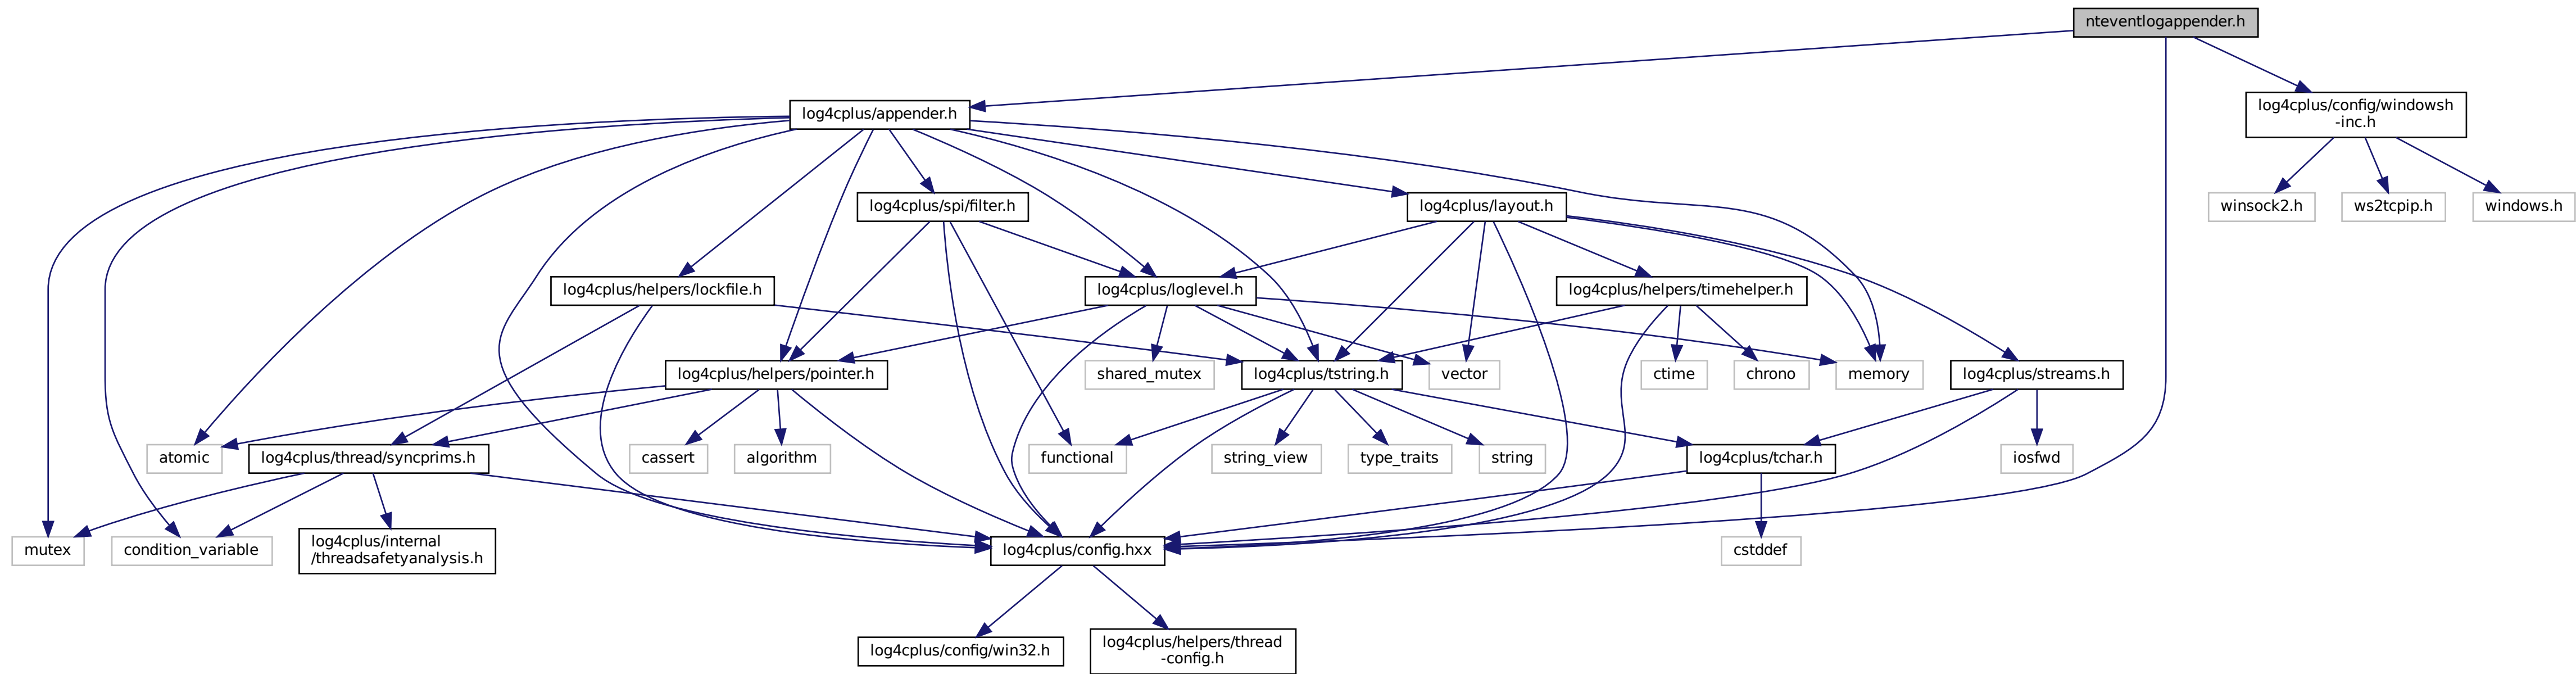 nteventlogappender.h
log4cplus/appender.h
log4cplus/config/windowsh
-inc.h
log4cplus/spi/filter.h
log4cplus/layout.h
winsock2.h
ws2tcpip.h
windows.h
log4cplus/helpers/lockfile.h
log4cplus/loglevel.h
log4cplus/helpers/timehelper.h
log4cplus/helpers/pointer.h
shared_mutex
log4cplus/tstring.h
vector
ctime
chrono
memory
log4cplus/streams.h
atomic
log4cplus/thread/syncprims.h
cassert
algorithm
functional
string_view
type_traits
string
log4cplus/tchar.h
iosfwd
mutex
condition_variable
log4cplus/internal
/threadsafetyanalysis.h
log4cplus/config.hxx
cstddef
log4cplus/config/win32.h
log4cplus/helpers/thread
-config.h